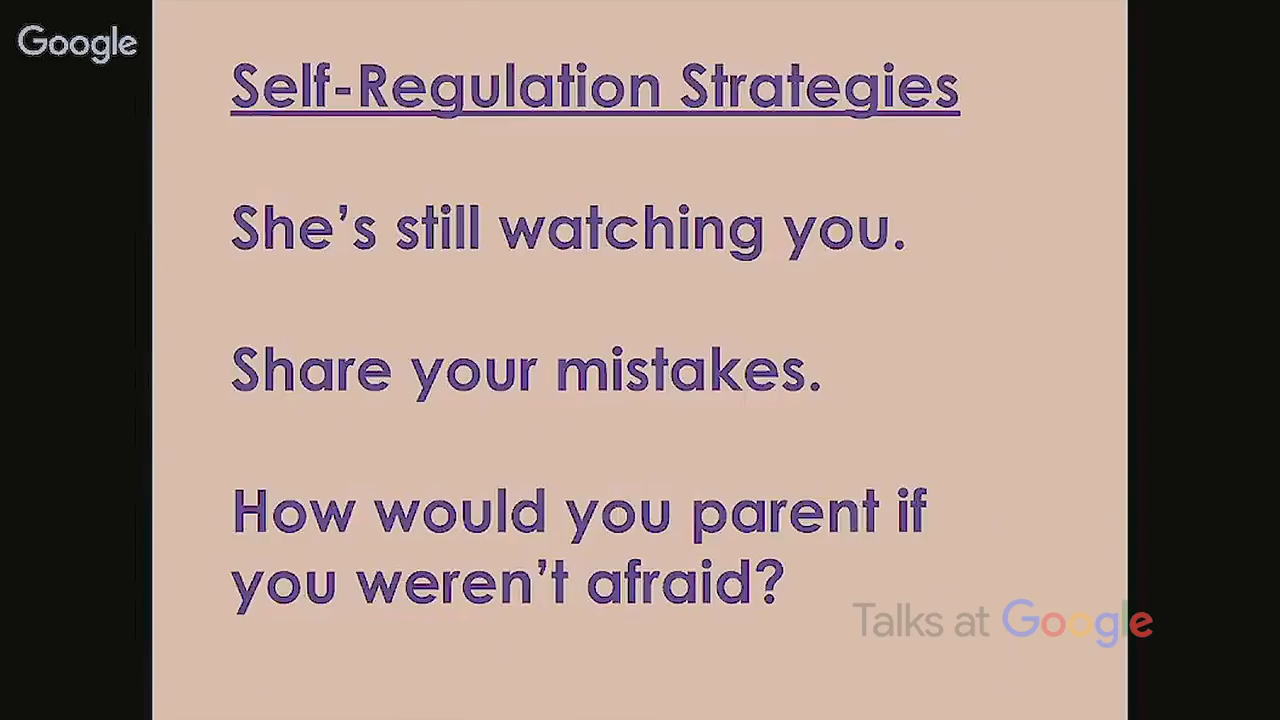 Google
Self-Regulation Strategies
She's still watching you.
Share your mistakes.
How would you parent if
you weren't afraid?
Talks at Google